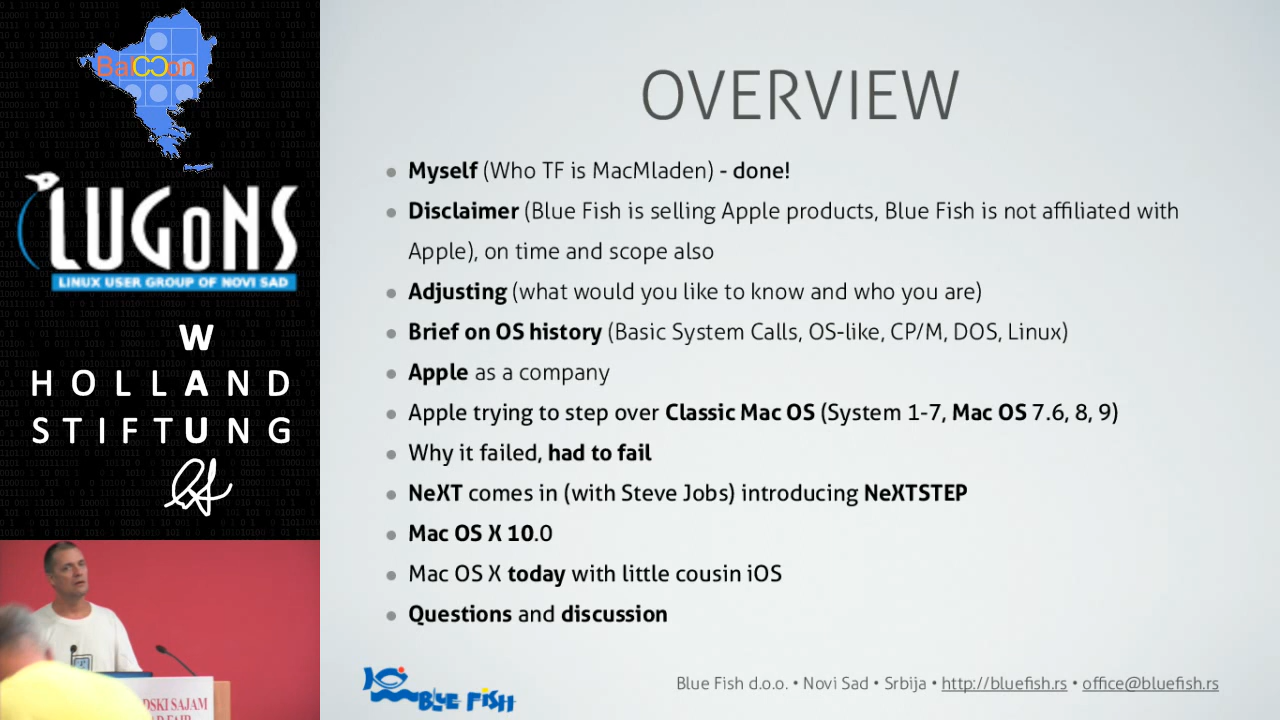 BalCCon
LUGoNS
LINUX USER GROUP OF NOVI SAD
W
HOLLAND
STIFTUNG
OVERVIEW
Myself (Who TF is MacMladen) - done!
Disclaimer (Blue Fish is selling Apple products, Blue Fish is not affiliated with
Apple), on time and scope also
Adjusting (what would you like to know and who you are)
Brief on OS history (Basic System Calls, OS-like, CP/M, DOS, Linux)
Apple as a company
Apple trying to step over Classic Mac OS (System 1-7, Mac OS 7.6, 8, 9)
Why it failed, had to fail
NeXT comes in (with Steve Jobs) introducing NeXTSTEP
Mac OS X 10.0
Mac OS X today with little cousin iOS
Questions and discussion
BLUE FISH
Blue Fish d.o.o. • Novi Sad • Srbija • http://bluefish.rs • office@bluefish.rs
DSKI SAJAM